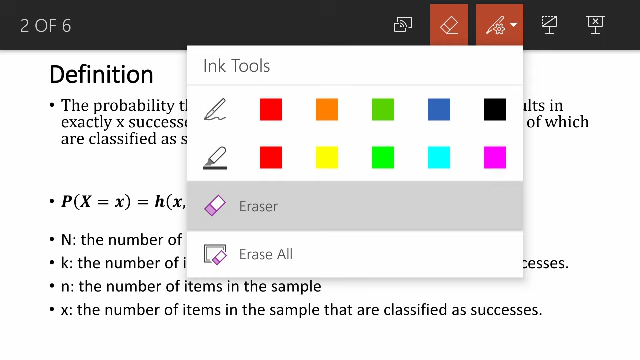 2 OF 6
Ink Tools
Definition
• The probability th ults in
exactly x successe of which
are classified as s
• P(X = x) = h(x,
Eraser
• N: the number of
Erase All
• k: the number of i cesses.
• n: the number of items in the sample
• x: the number of items in the sample that are classified as successes.